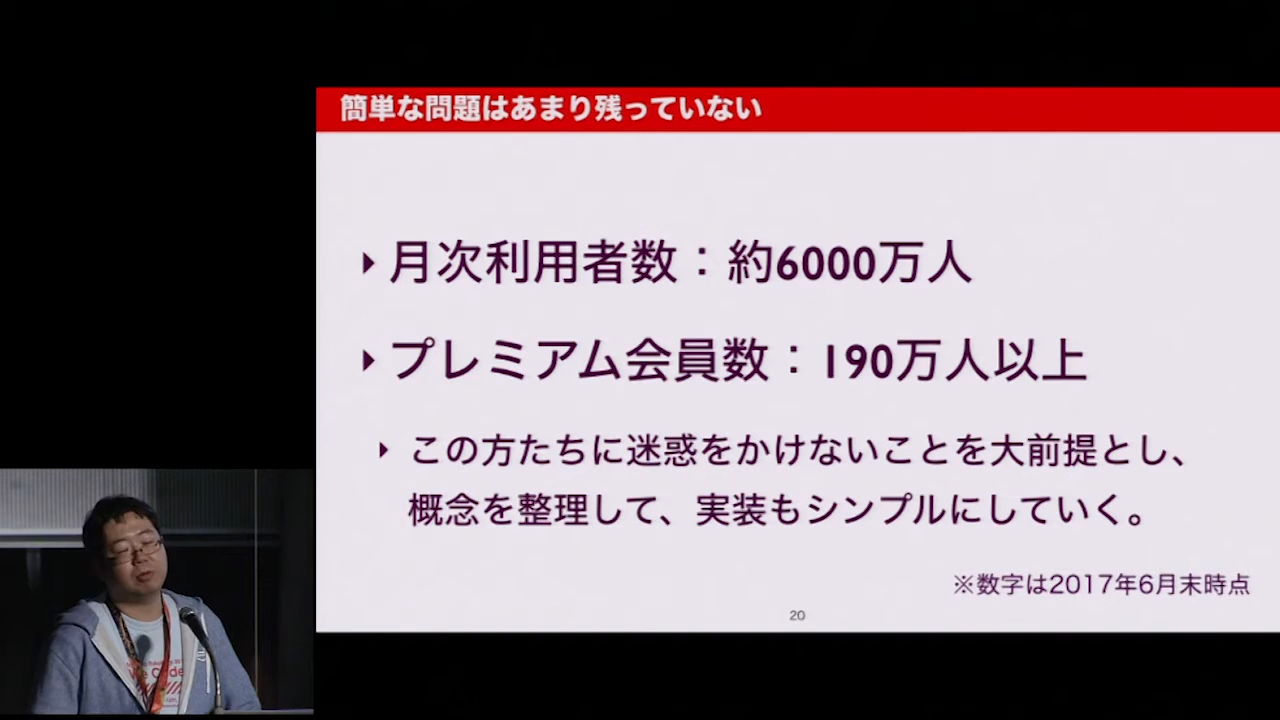 簡単な問題はあまり残っていない
▸月次利用者数：約6000万人
▸プレミアム会員数：190万人以上
▸この方たちに迷惑をかけないことを大前提とし、
概念を整理して、実装もシンプルにしていく。
※数字は2017年6月末時点
20